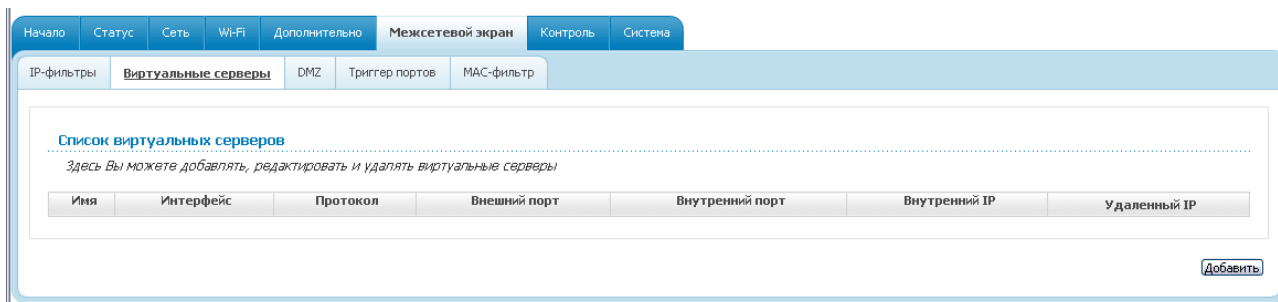 Начало Статус Сеть Wi-Fi Дополнительно Межсетевой экран Контроль Система
IP-фильтры Виртуальные серверы DMZ Триггер портов MAC-фильтр
Список виртуальных серверов
Здесь Вы можете добавлять, редактировать и удалять виртуальные серверы
Имя Интерфейс Протокол Внешний порт Внутренний порт Внутренний IP Удаленный IP
Добавить